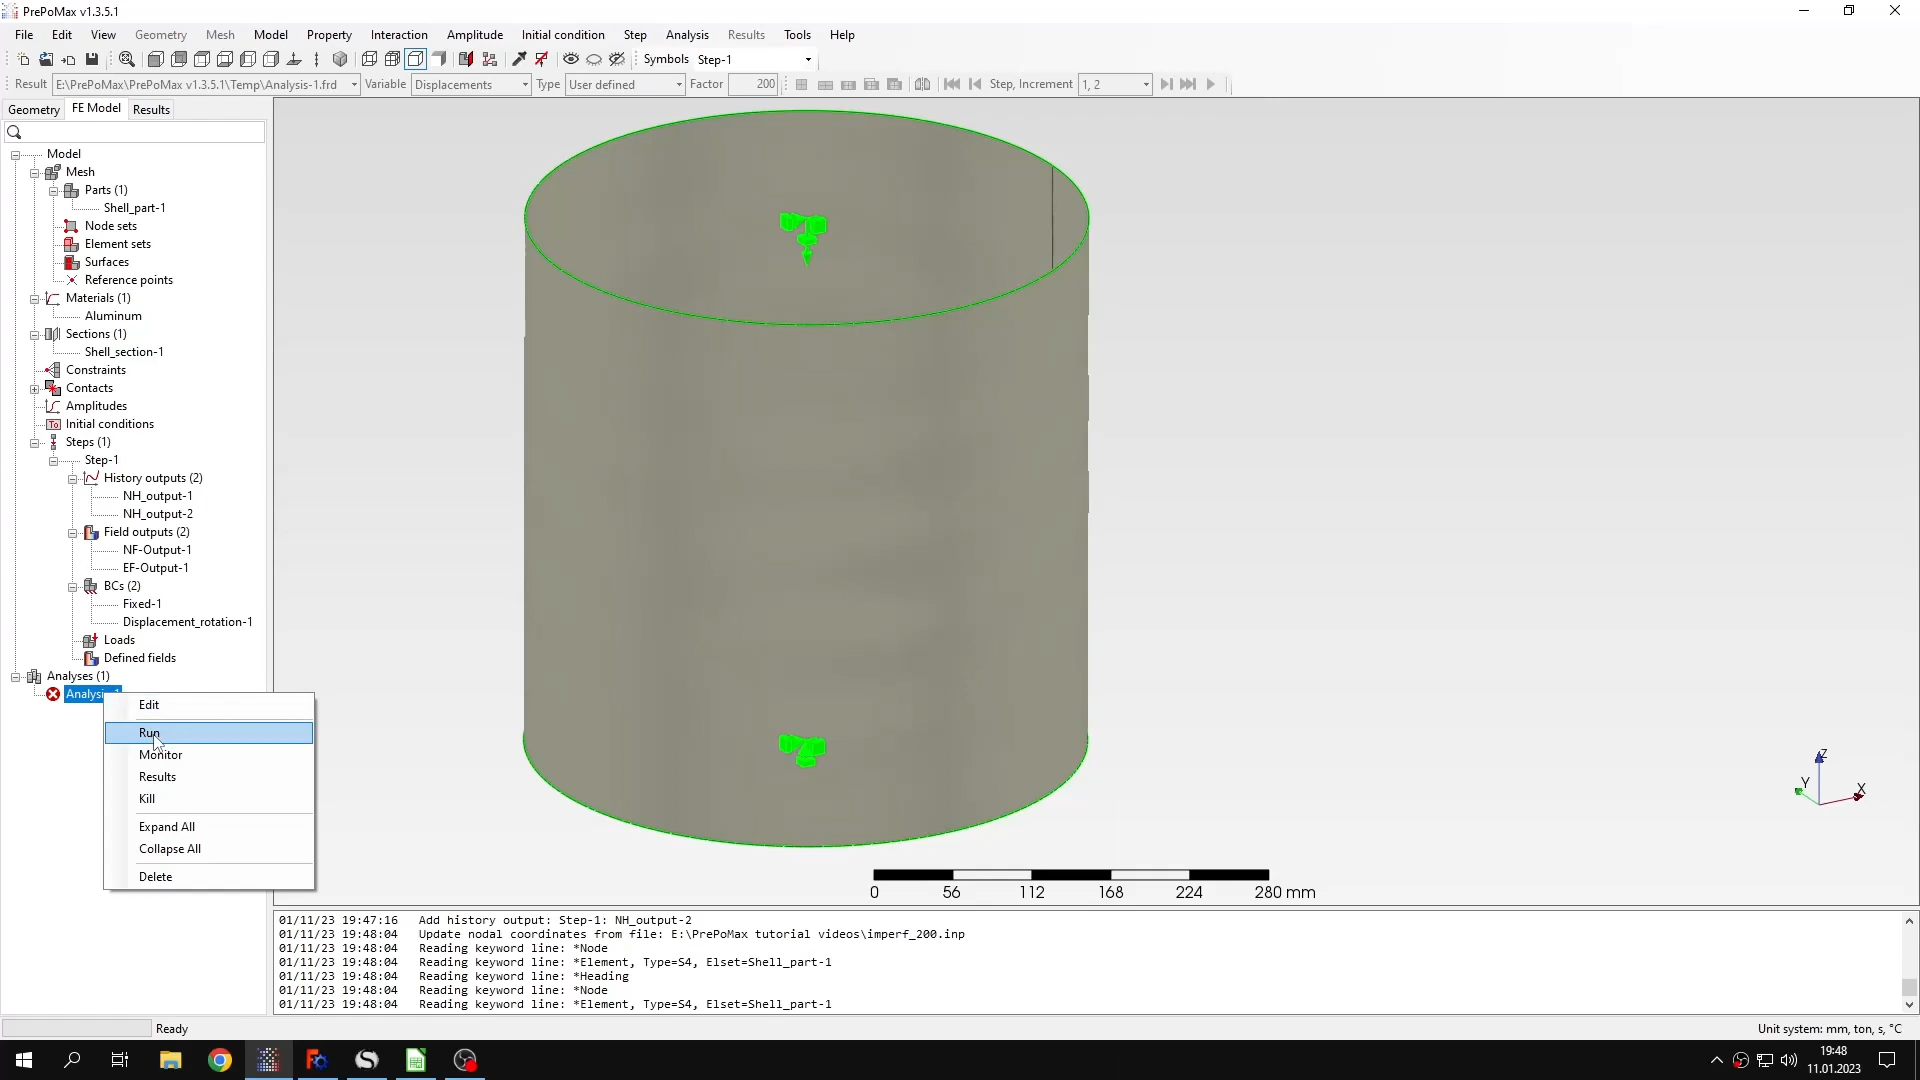 PrePoMax v1.3.5.1
File Edit View Geometry Mesh Model Property Interaction Amplitude Initial condition Step Analysis Results Tools Help
Symbols Step-1
Result E:\PrePoMax\PrePoMax v1.3.5.1\Temp\Analysis-1.frd Variable Displacements Type User defined Factor 200 Step, Increment 1, 2
Geometry FE Model Results
Model
Mesh
Parts (1)
Shell_part-1
Node sets
Element sets
Surfaces
Reference points
Materials (1)
Aluminum
Sections (1)
Shell_section-1
Constraints
Contacts
Amplitudes
Initial conditions
Steps (1)
Step-1
History outputs (2)
NH_output-1
NH_output-2
Field outputs (2)
NF-Output-1
EF-Output-1
BCs (2)
Fixed-1
Displacement_rotation-1
Loads
Defined fields
Analyses (1)
Analysis-1
Edit
Run
Monitor
Results
Kill
Expand All
Collapse All
Delete
Z
Y
X
0 56 112 168 224 280 mm
01/11/23 19:47:16 Add history output: Step-1: NH_output-2
01/11/23 19:48:04 Update nodal coordinates from file: E:\PrePoMax tutorial videos\imperf_200.inp
01/11/23 19:48:04 Reading keyword line: *Node
01/11/23 19:48:04 Reading keyword line: *Element, Type=S4, Elset=Shell_part-1
01/11/23 19:48:04 Reading keyword line: *Heading
01/11/23 19:48:04 Reading keyword line: *Node
01/11/23 19:48:04 Reading keyword line: *Element, Type=S4, Elset=Shell_part-1
Ready
Unit system: mm, ton, s, °C
19:48
11.01.2023